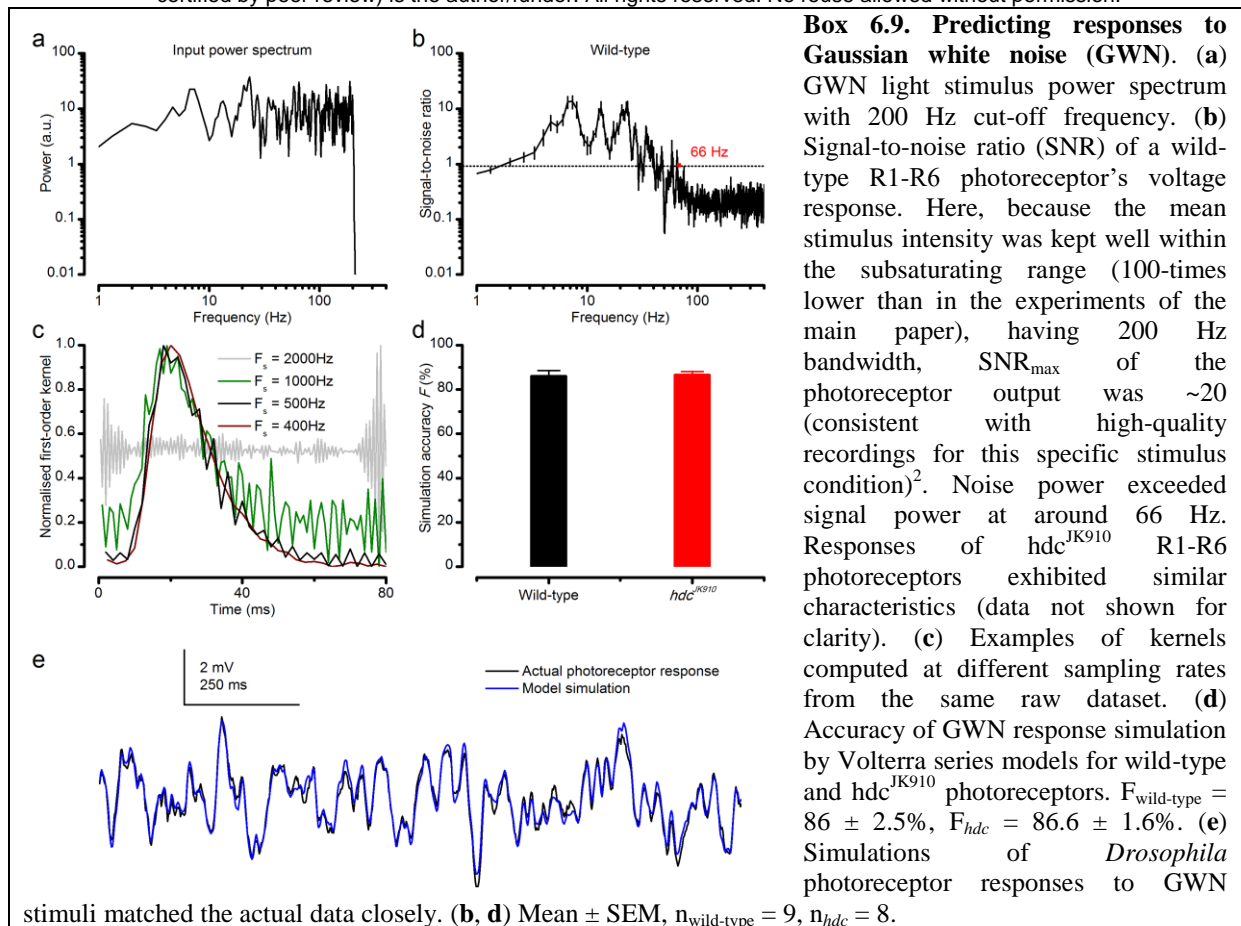 certified by peer review) is the author/funder. All rights reserved. No reuse allowed without permission.
a
Input power spectrum
100
10
1
0.1
0.01
Power (a.u.)
1
10
100
Frequency (Hz)
b
Wild-type
100
10
1
0.1
0.01
Signal-to-noise ratio
66 Hz
1
10
100
Frequency (Hz)
c
1.0
0.8
0.6
0.4
0.2
0.0
Normalised first-order kernel
F_s = 2000Hz
F_s = 1000Hz
F_s = 500Hz
F_s = 400Hz
0
40
80
Time (ms)
d
100
80
60
40
20
0
Simulation accuracy F (%)
Wild-type
hdc^JK910
e
2 mV
250 ms
Actual photoreceptor response
Model simulation
Box 6.9. Predicting responses to
Gaussian white noise (GWN). (a)
GWN light stimulus power spectrum
with 200 Hz cut-off frequency. (b)
Signal-to-noise ratio (SNR) of a wild-
type R1-R6 photoreceptor's voltage
response. Here, because the mean
stimulus intensity was kept well within
the subsaturating range (100-times
lower than in the experiments of the
main paper), having 200 Hz
bandwidth, SNRmax of the
photoreceptor output was ~20
(consistent with high-quality
recordings for this specific stimulus
condition)². Noise power exceeded
signal power at around 66 Hz.
Responses of hdc^JK910 R1-R6
photoreceptors exhibited similar
characteristics (data not shown for
clarity). (c) Examples of kernels
computed at different sampling rates
from the same raw dataset. (d)
Accuracy of GWN response simulation
by Volterra series models for wild-type
and hdc^JK910 photoreceptors. Fwild-type =
86 ± 2.5%, Fhdc = 86.6 ± 1.6%. (e)
Simulations of Drosophila
photoreceptor responses to GWN
stimuli matched the actual data closely. (b, d) Mean ± SEM, nwild-type = 9, nhdc = 8.